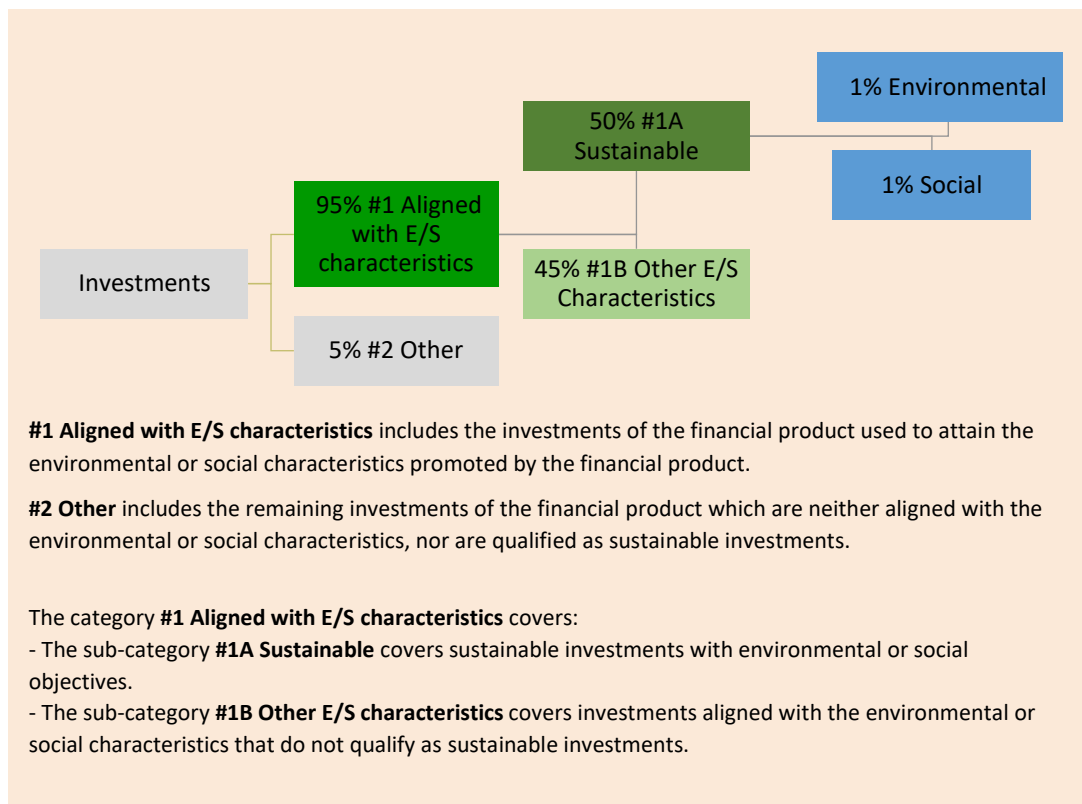 1% Environmental
50% #1A
Sustainable
1% Social
95% #1 Aligned
with E/S
characteristics
Investments
45% #1B Other E/S
Characteristics
5% #2 Other
#1 Aligned with E/S characteristics includes the investments of the financial product used to attain the
environmental or social characteristics promoted by the financial product.
#2 Other includes the remaining investments of the financial product which are neither aligned with the
environmental or social characteristics, nor are qualified as sustainable investments.
The category #1 Aligned with E/S characteristics covers:
- The sub-category #1A Sustainable covers sustainable investments with environmental or social
objectives.
- The sub-category #1B Other E/S characteristics covers investments aligned with the environmental or
social characteristics that do not qualify as sustainable investments.